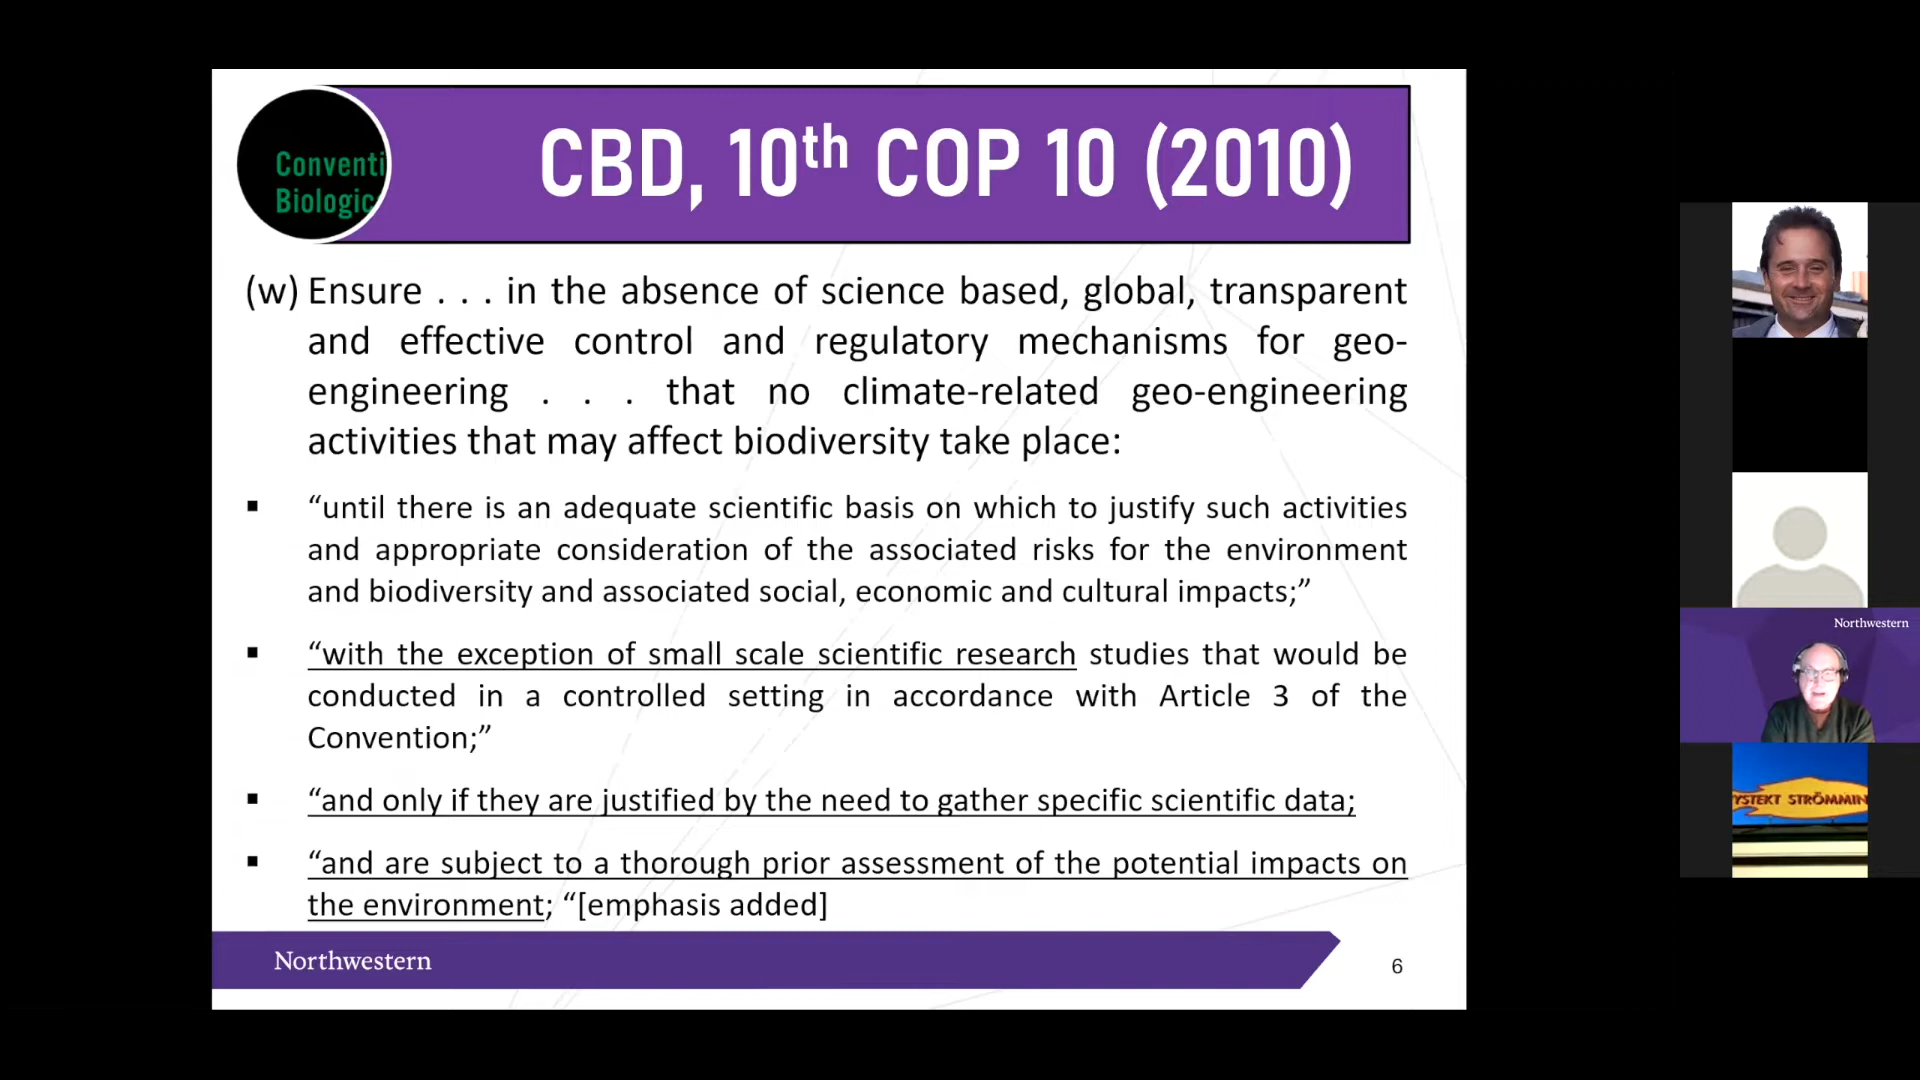 Conventi
Biologic
CBD, 10th COP 10 (2010)
(w) Ensure . . . in the absence of science based, global, transparent
and effective control and regulatory mechanisms for geo-
engineering . . . that no climate-related geo-engineering
activities that may affect biodiversity take place:
▪ “until there is an adequate scientific basis on which to justify such activities
and appropriate consideration of the associated risks for the environment
and biodiversity and associated social, economic and cultural impacts;”
▪ “with the exception of small scale scientific research studies that would be
conducted in a controlled setting in accordance with Article 3 of the
Convention;”
▪ “and only if they are justified by the need to gather specific scientific data;
▪ “and are subject to a thorough prior assessment of the potential impacts on
the environment; “[emphasis added]
Northwestern
6
Northwestern
YSTEKT STRÖMMIN